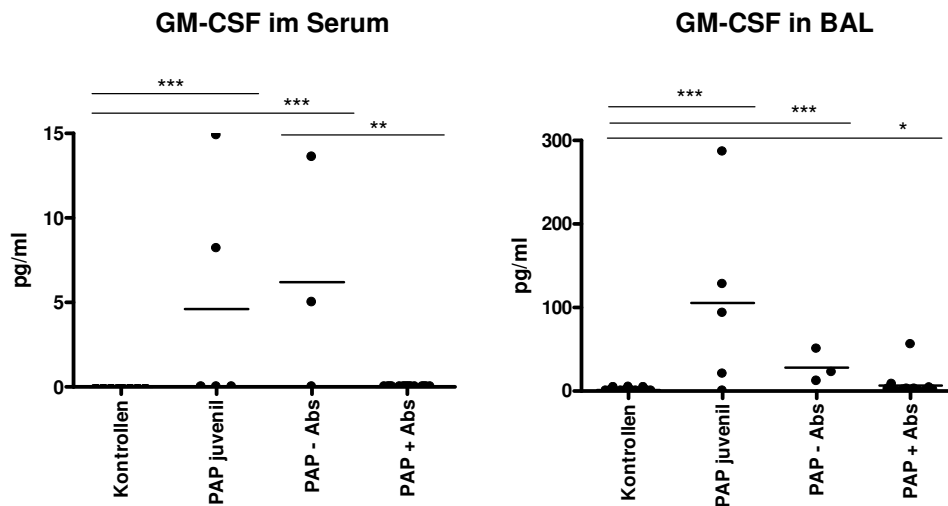 GM-CSF im Serum
***
***
**
15
10
5
0
pg/ml
Kontrollen
PAP juvenil
PAP - Abs
PAP + Abs
GM-CSF in BAL
***
***
*
300
200
100
0
pg/ml
Kontrollen
PAP juvenil
PAP - Abs
PAP + Abs